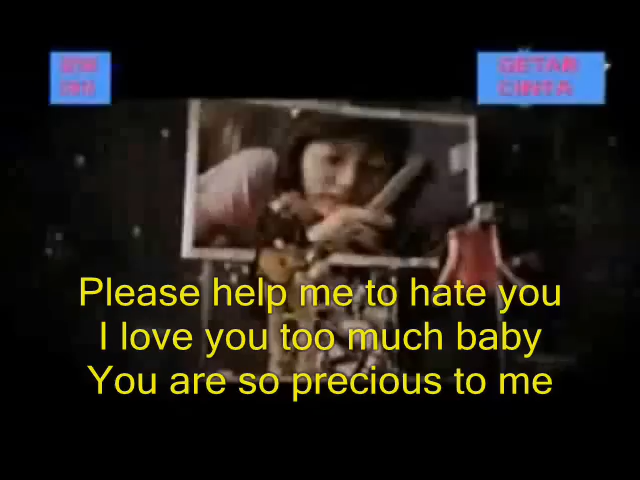 GETAR
CINTA
Please help me to hate you
I love you too much baby
You are so precious to me